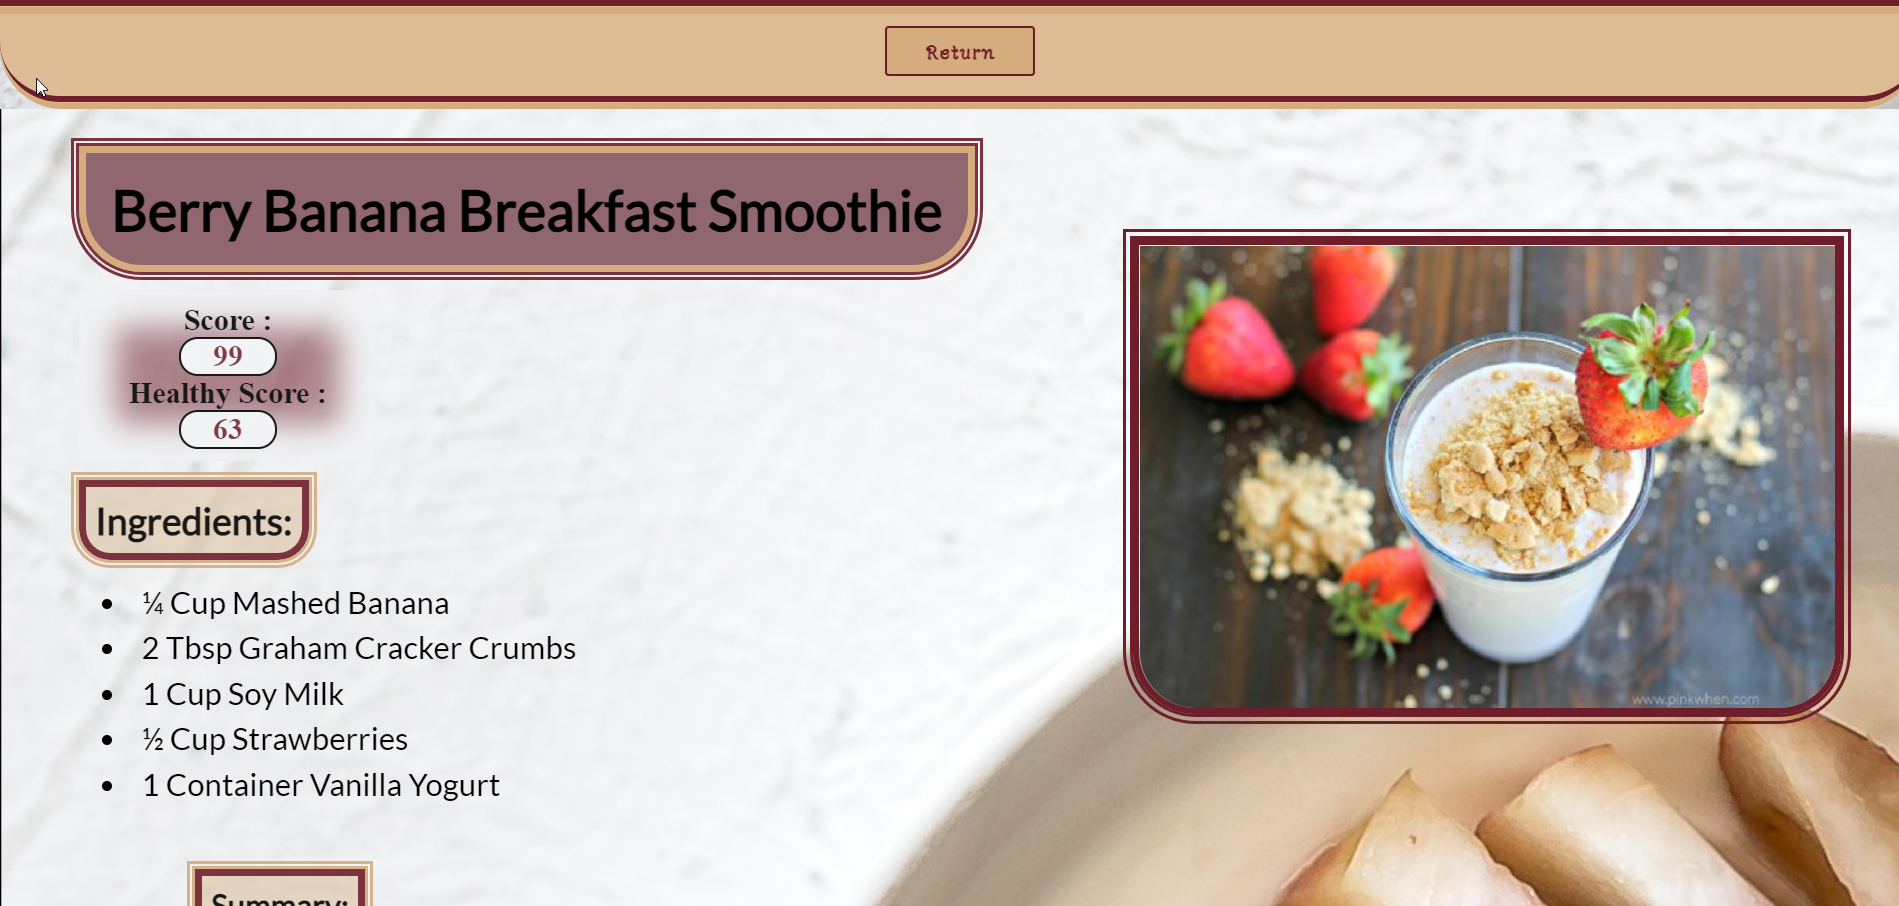 Return
Berry Banana Breakfast Smoothie
Score :
99
Healthy Score :
63
Ingredients:
¼ Cup Mashed Banana
2 Tbsp Graham Cracker Crumbs
1 Cup Soy Milk
½ Cup Strawberries
1 Container Vanilla Yogurt
www.pinkwhen.com
Summary: